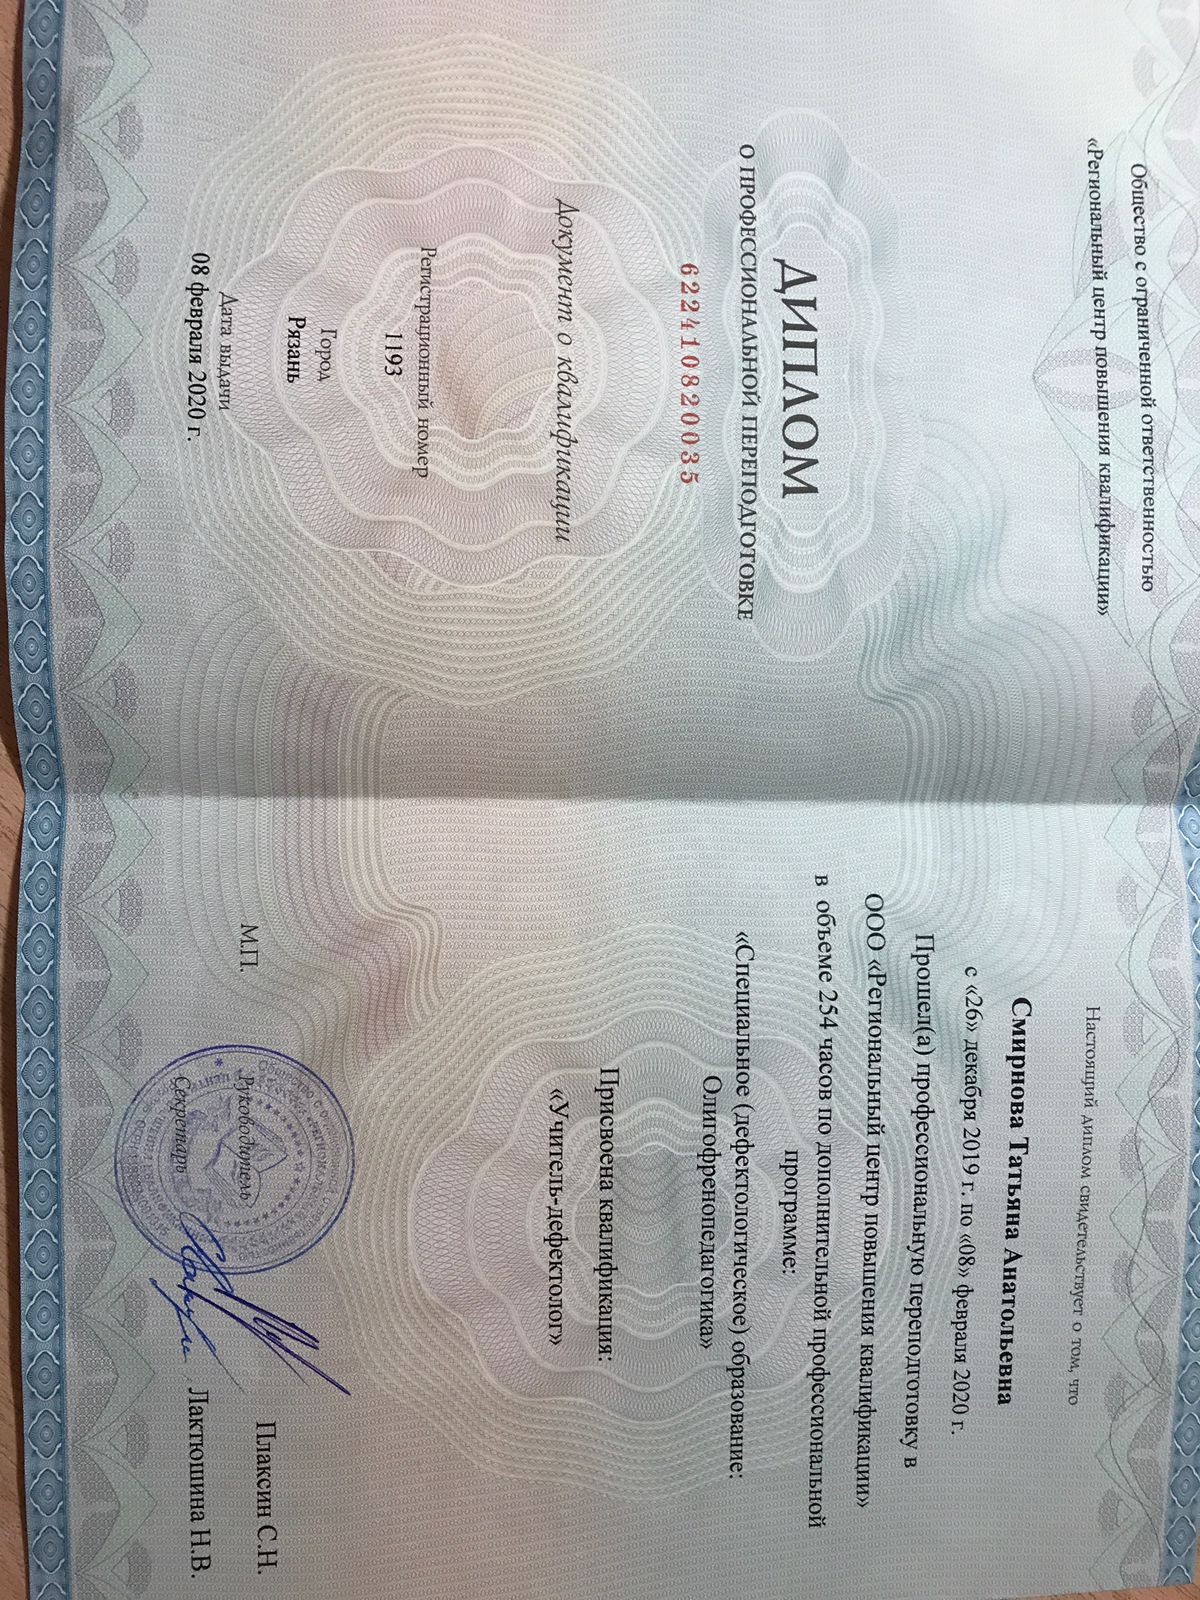 Общество с ограниченной ответственностью
«Региональный центр повышения квалификации»
ДИПЛОМ
О ПРОФЕССИОНАЛЬНОЙ ПЕРЕПОДГОТОВКЕ
622410820035
Документ о квалификации
Регистрационный номер
1193
Город
Рязань
Дата выдачи
08 февраля 2020 г.
Настоящий диплом свидетельствует о том, что
Смирнова Татьяна Анатольевна
с «26» декабря 2019 г. по «08» февраля 2020 г.
Прошел(а) профессиональную переподготовку в
ООО «Региональный центр повышения квалификации»
в объеме 254 часов по дополнительной профессиональной
программе:
«Специальное (дефектологическое) образование:
Олигофренопедагогика»
Присвоена квалификация:
«Учитель-дефектолог»
М.П.
Руководитель
Плаксин С.Н.
Секретарь
Лактюшина Н.В.